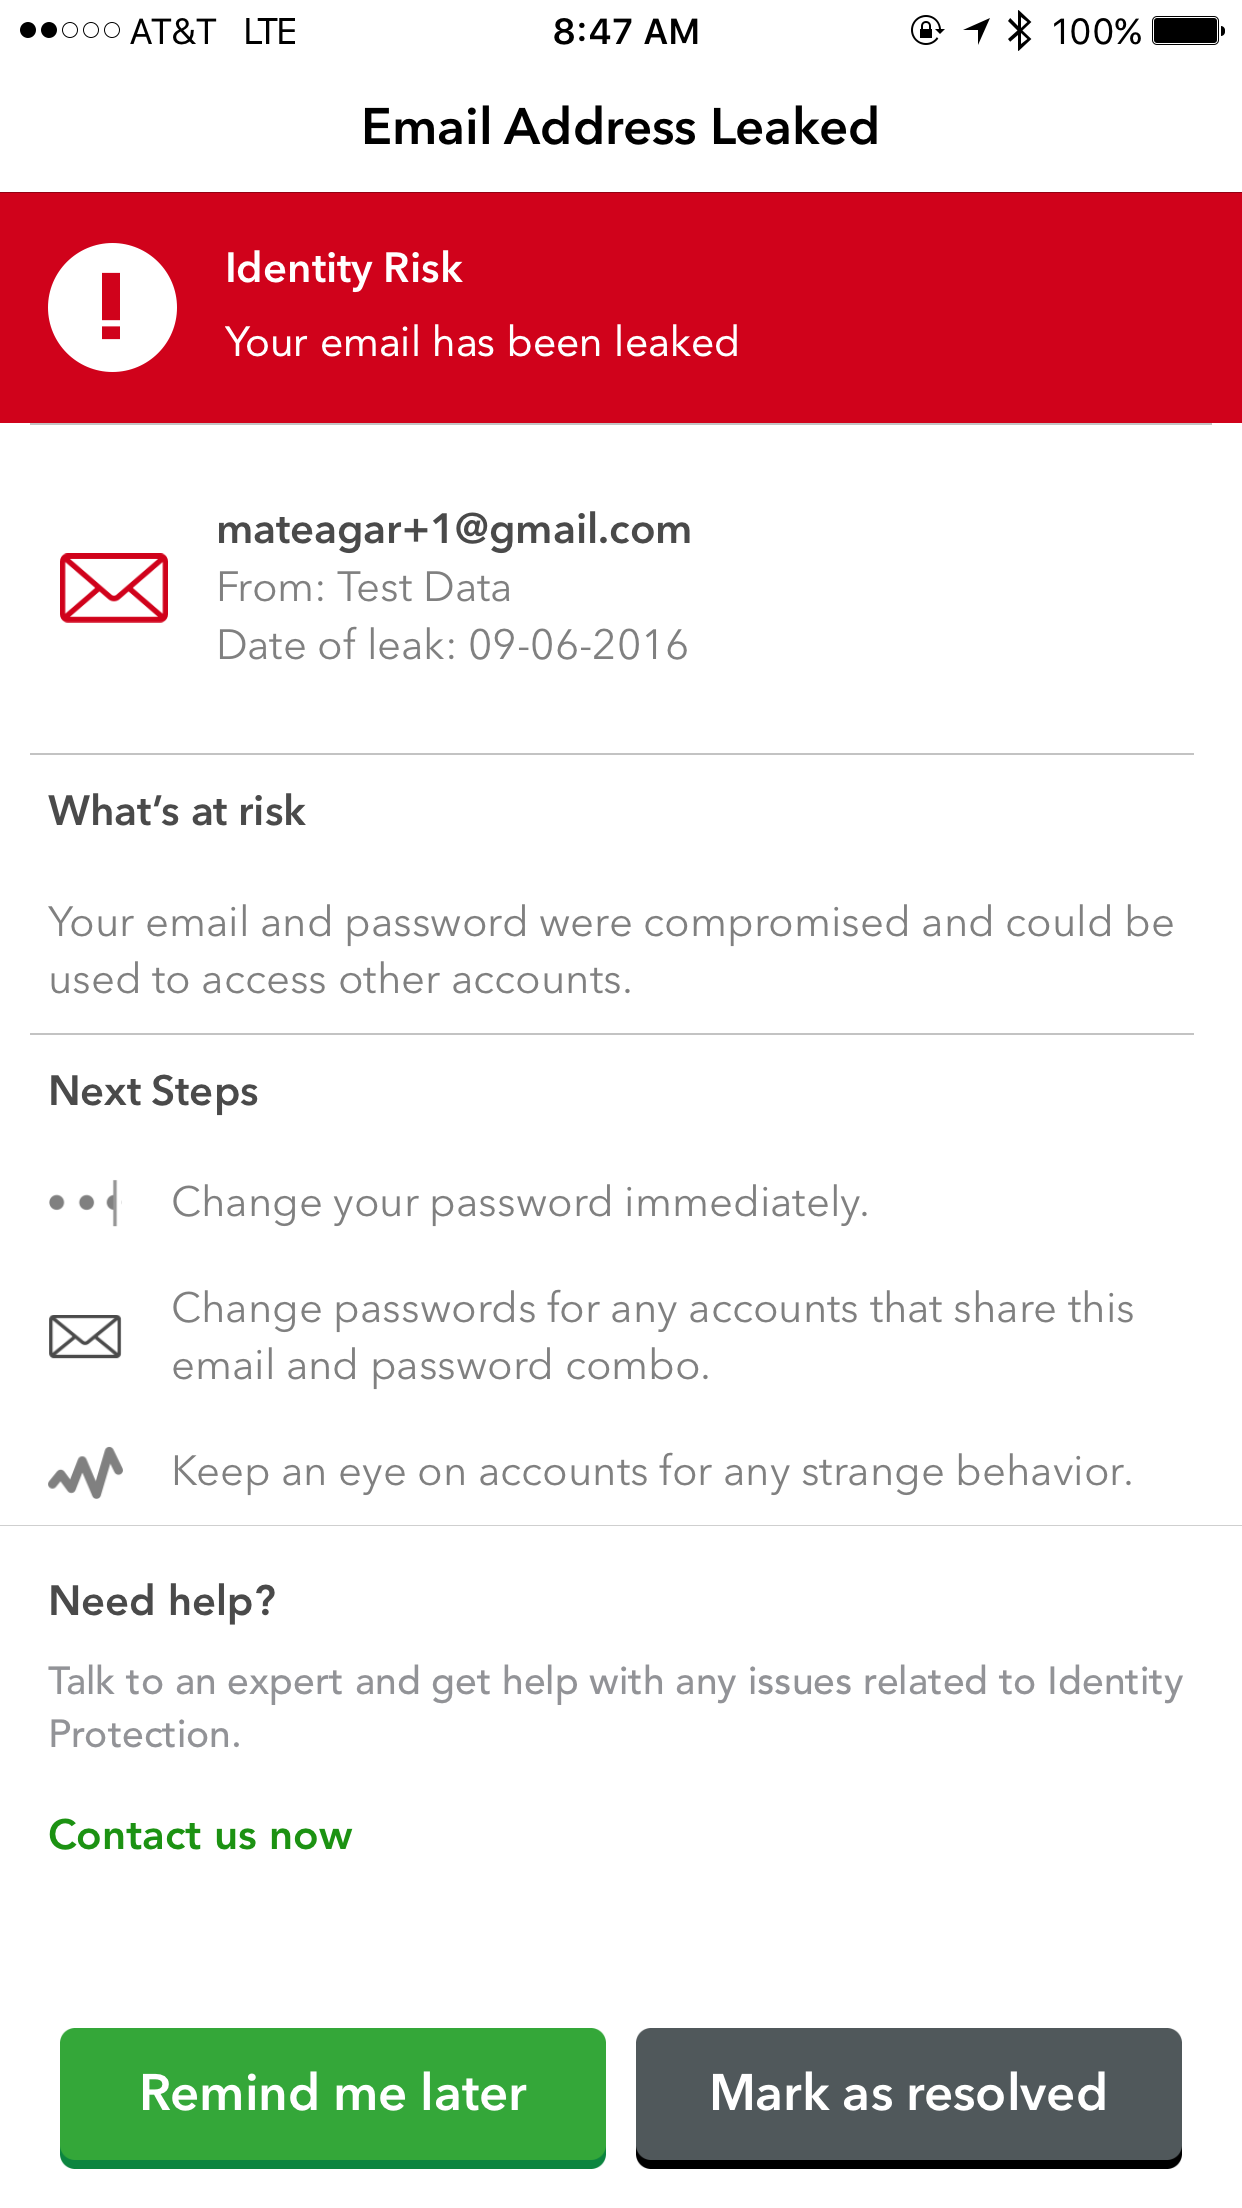 AT&T LTE 8:47 AM 100%
Email Address Leaked
Identity Risk
Your email has been leaked
mateagar+1@gmail.com
From: Test Data
Date of leak: 09-06-2016
What’s at risk
Your email and password were compromised and could be
used to access other accounts.
Next Steps
Change your password immediately.
Change passwords for any accounts that share this
email and password combo.
Keep an eye on accounts for any strange behavior.
Need help?
Talk to an expert and get help with any issues related to Identity
Protection.
Contact us now
Remind me later
Mark as resolved